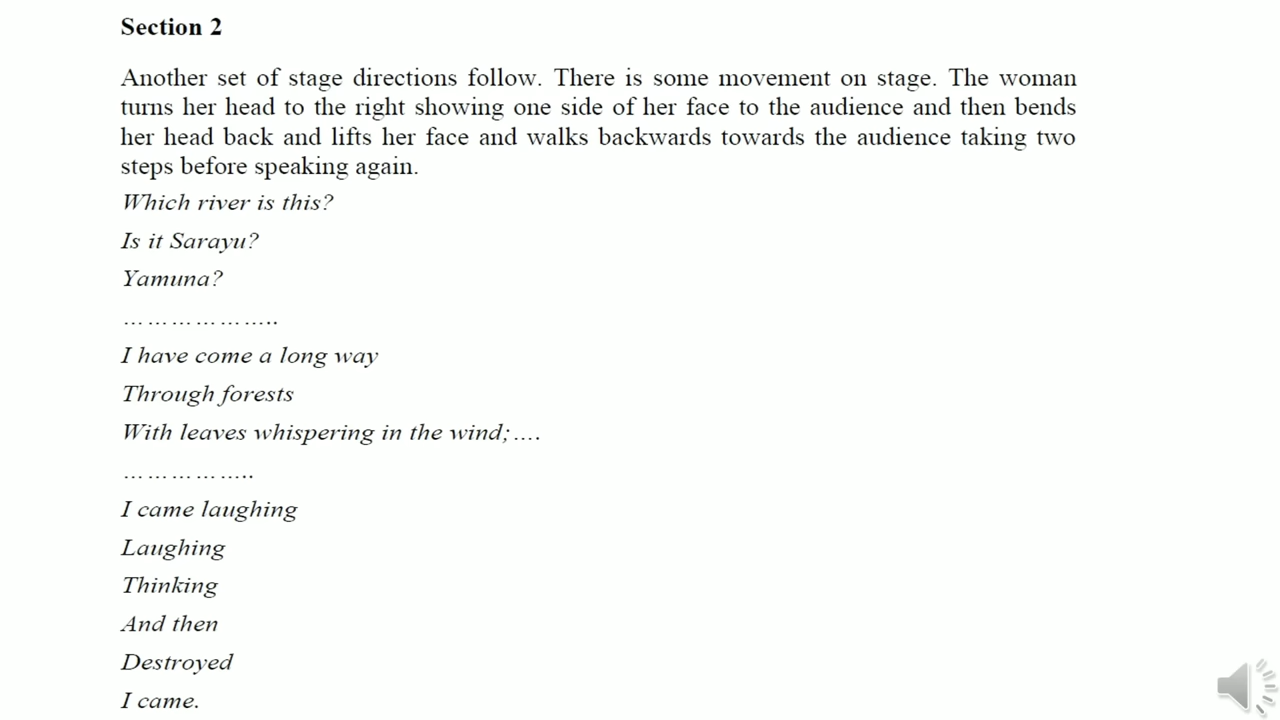 Section 2
Another set of stage directions follow. There is some movement on stage. The woman
turns her head to the right showing one side of her face to the audience and then bends
her head back and lifts her face and walks backwards towards the audience taking two
steps before speaking again.
Which river is this?
Is it Sarayu?
Yamuna?
………………..
I have come a long way
Through forests
With leaves whispering in the wind;….
……………..
I came laughing
Laughing
Thinking
And then
Destroyed
I came.